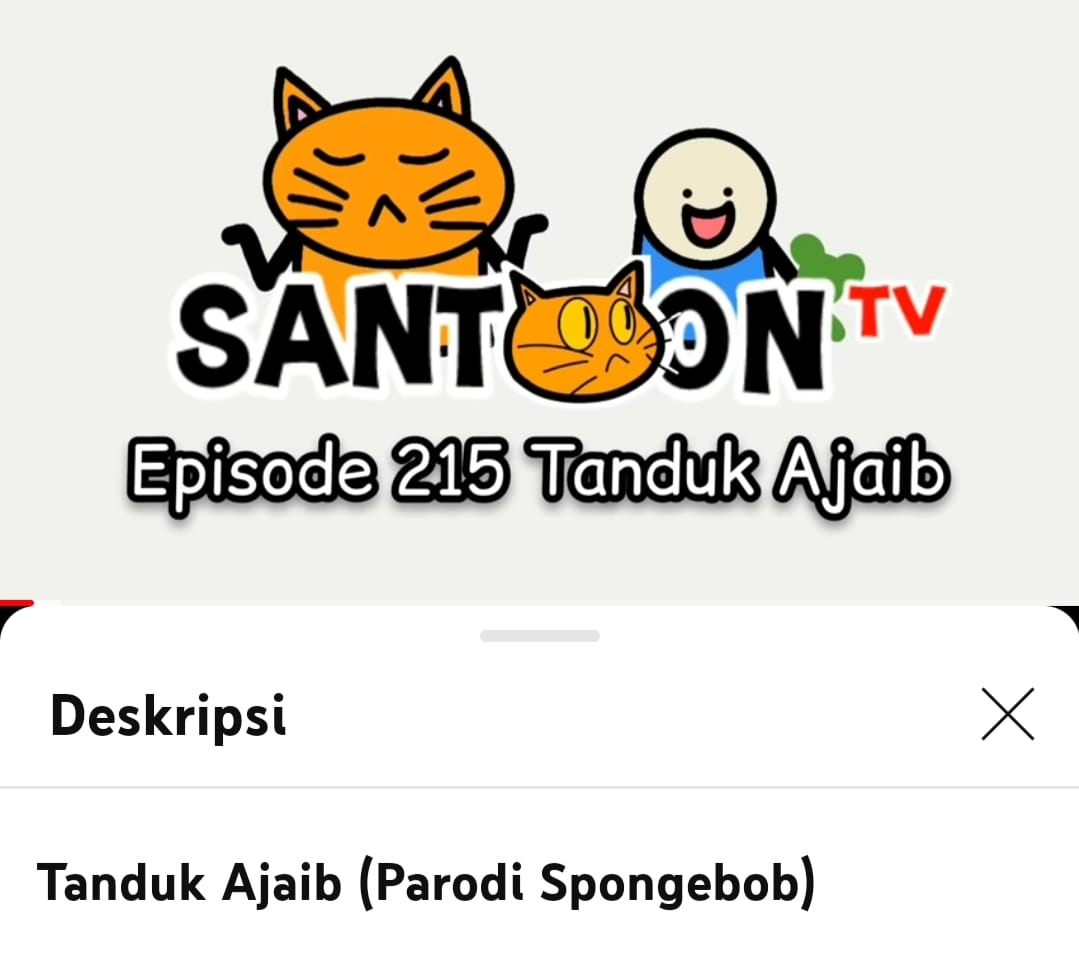 SANTOON TV
Episode 215 Tanduk Ajaib
Deskripsi
Tanduk Ajaib (Parodi Spongebob)